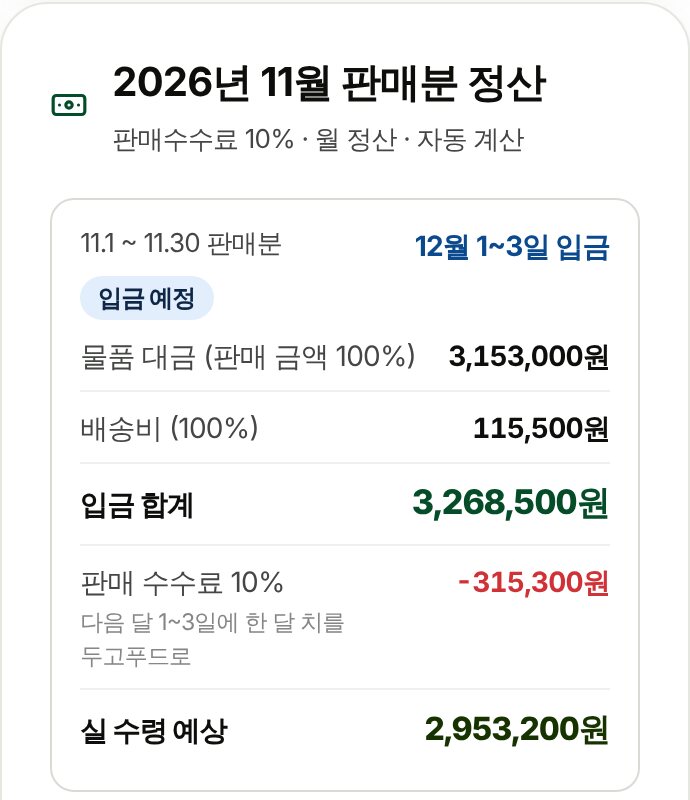 2026년 11월 판매분 정산
판매수수료 10% · 월 정산 · 자동 계산
11.1 ~ 11.30 판매분
12월 1~3일 입금
입금 예정
물품 대금 (판매 금액 100%) 3,153,000원
배송비 (100%) 115,500원
입금 합계 3,268,500원
판매 수수료 10% -315,300원
다음 달 1~3일에 한 달 치를
두고푸드로
실 수령 예상 2,953,200원